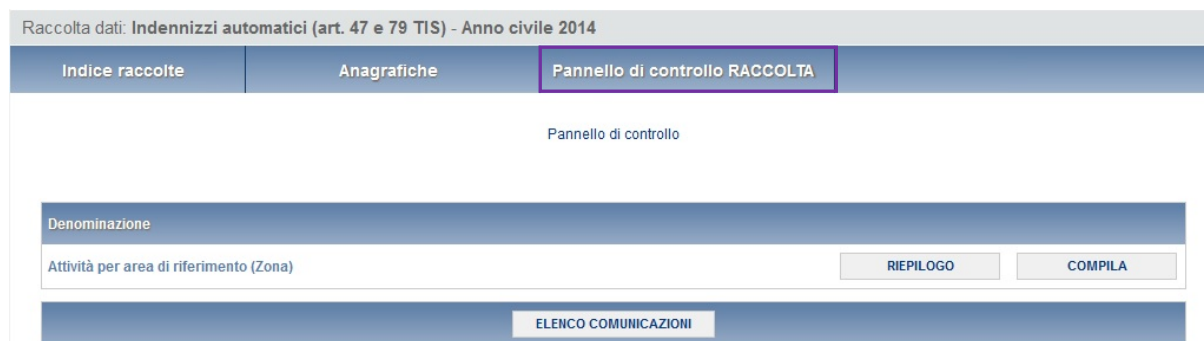 Raccolta dati: Indennizzi automatici (art. 47 e 79 TIS) - Anno civile 2014
Indice raccolte Anagrafiche Pannello di controllo RACCOLTA
Pannello di controllo
Denominazione
Attività per area di riferimento (Zona) RIEPILOGO COMPILA
ELENCO COMUNICAZIONI